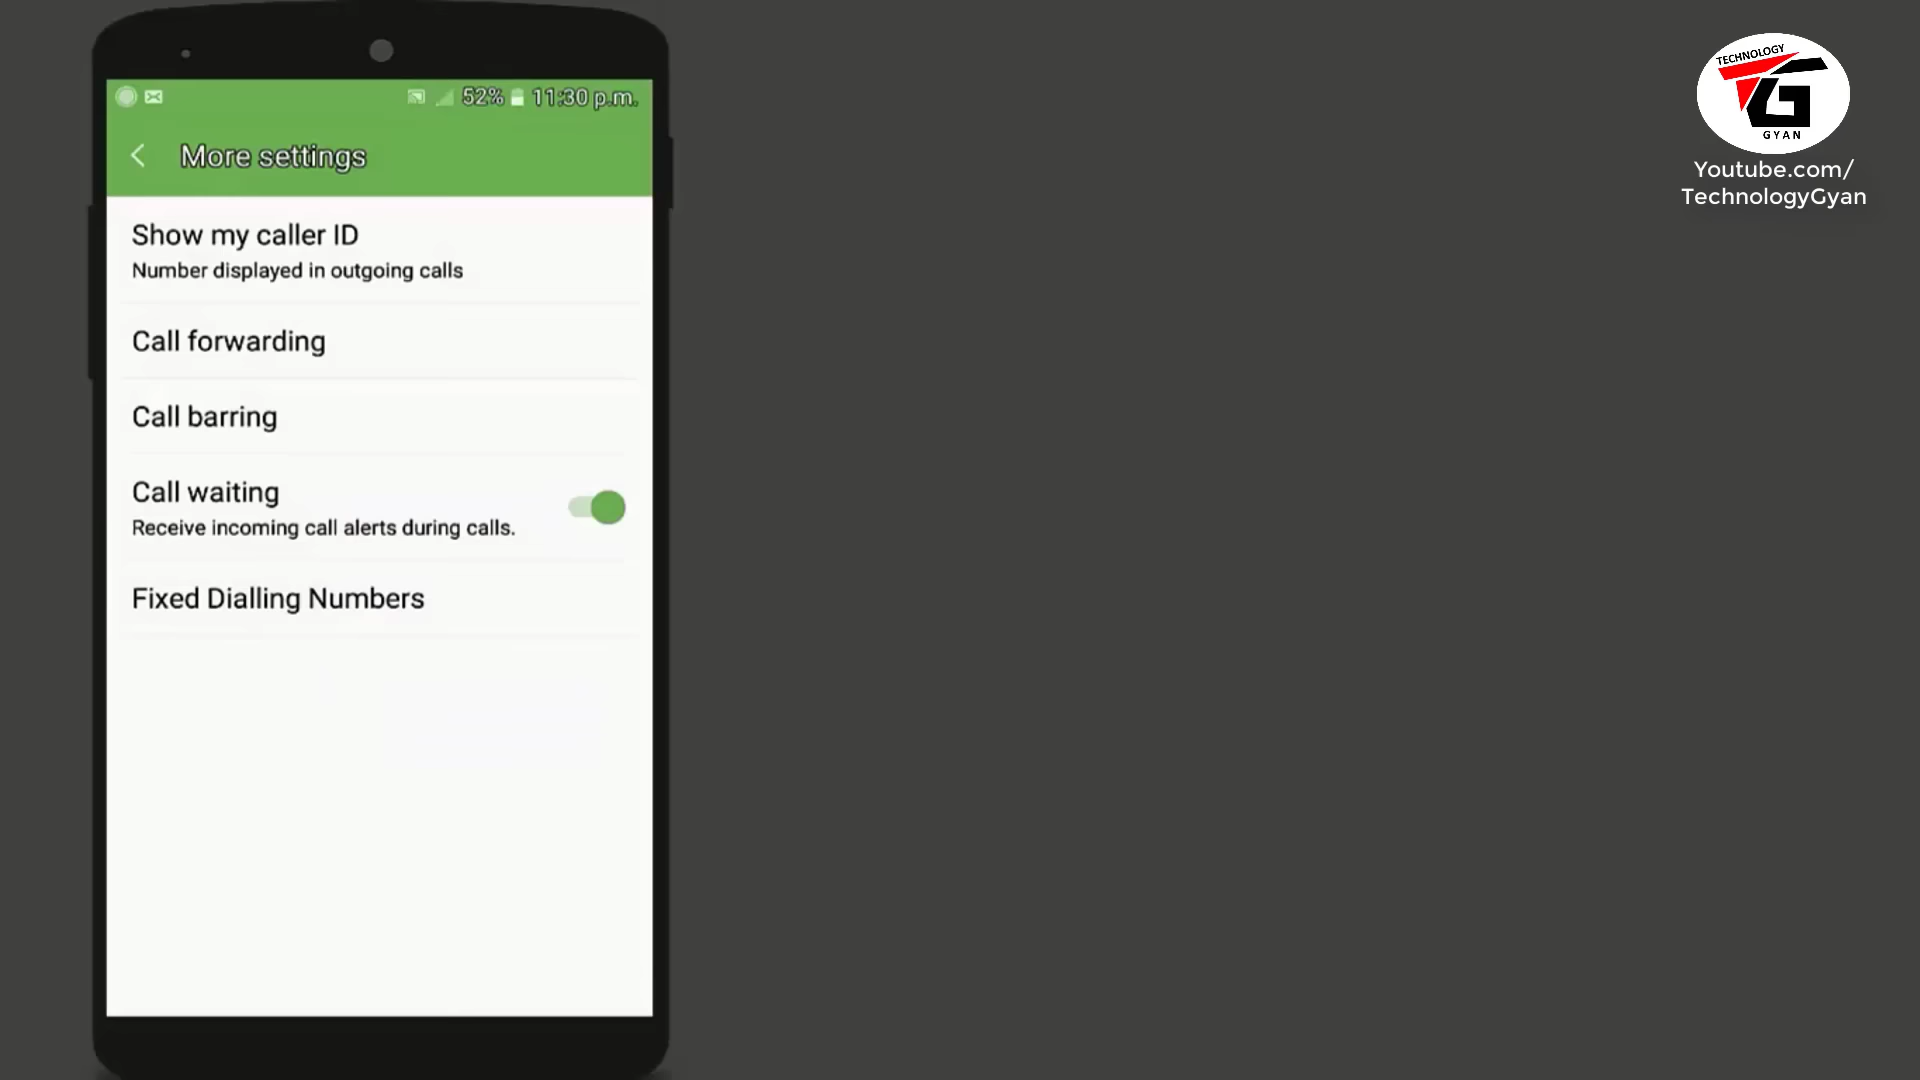 52% 11:30 p.m.
More settings
Show my caller ID
Number displayed in outgoing calls
Call forwarding
Call barring
Call waiting
Receive incoming call alerts during calls.
Fixed Dialling Numbers
TECHNOLOGY
TG
GYAN
Youtube.com/
TechnologyGyan